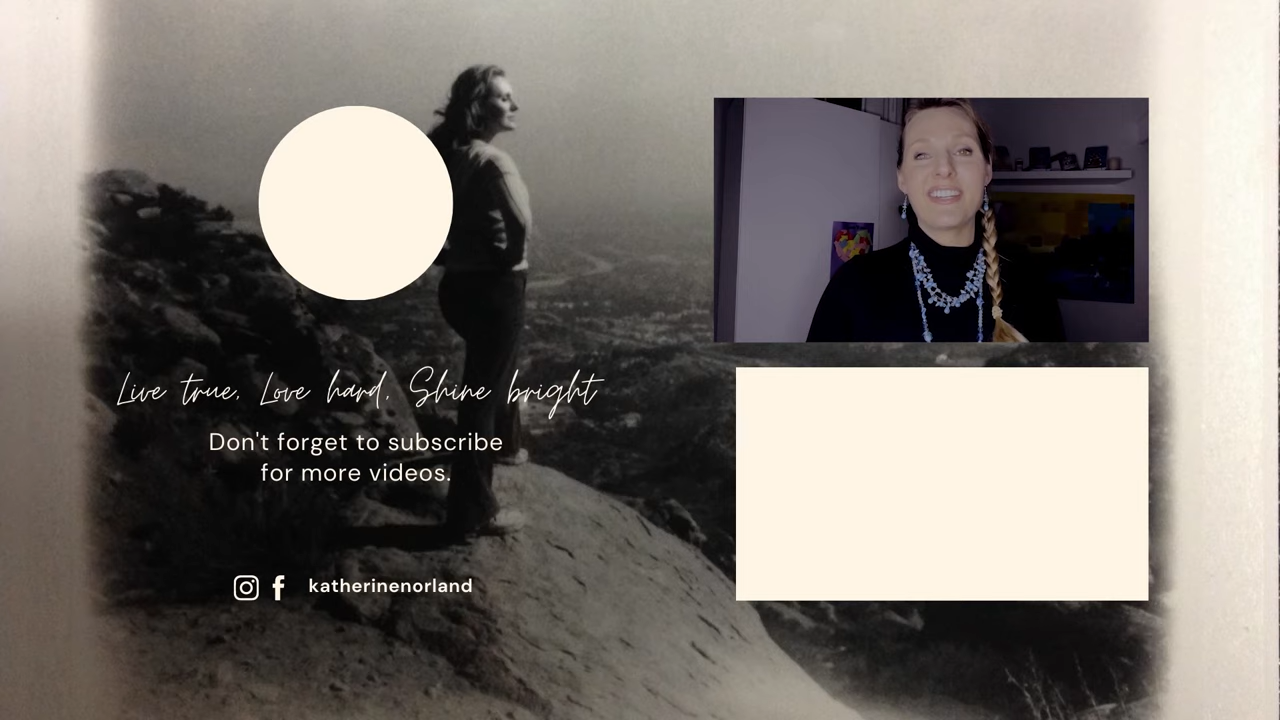 Live true, Love hard, Shine bright
Don't forget to subscribe
for more videos.
katherinenorland